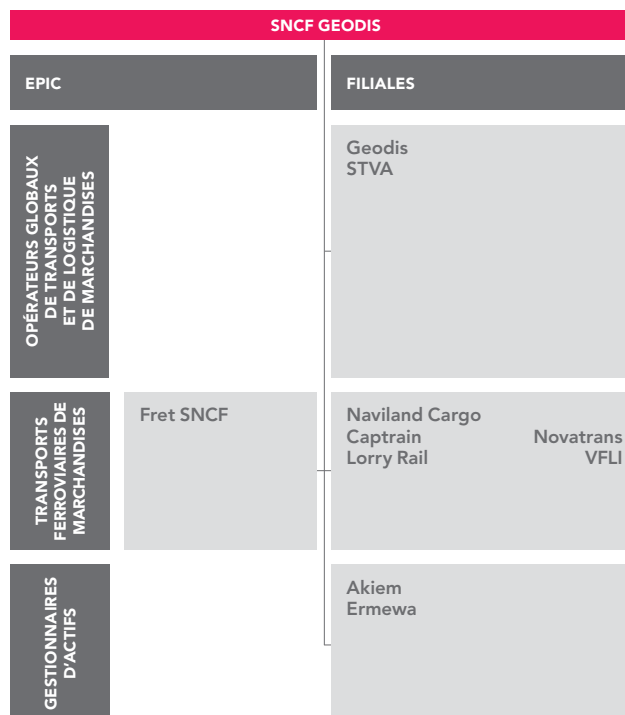 SNCF GEODIS
EPIC
FILIALES
OPÉRATEURS GLOBAUX
DE TRANSPORTS
ET DE LOGISTIQUE
DE MARCHANDISES
Geodis
STVA
TRANSPORTS
FERROVIAIRES DE
MARCHANDISES
Fret SNCF
Naviland Cargo
Captrain Novatrans
Lorry Rail VFLI
GESTIONNAIRES
D’ACTIFS
Akiem
Ermewa